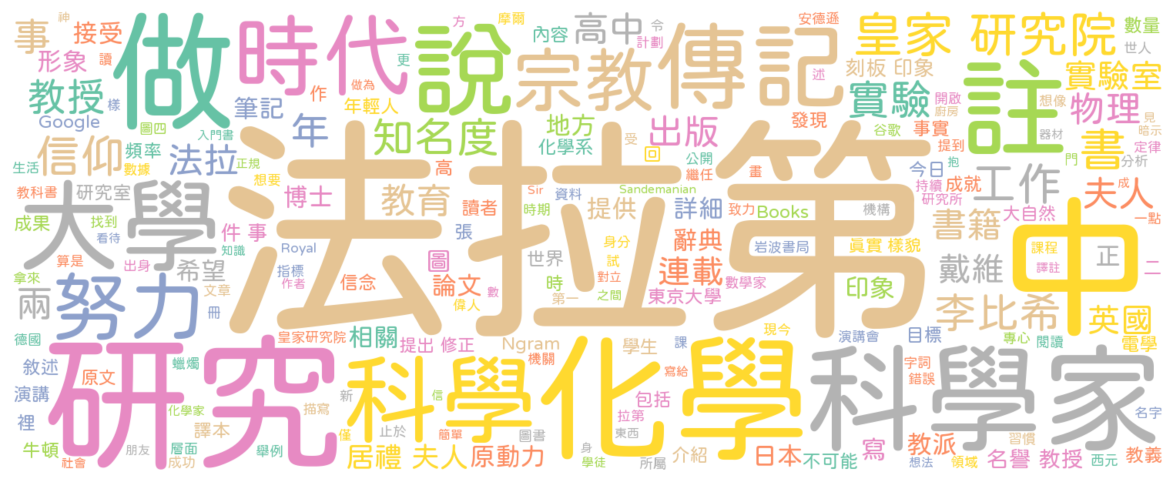 法拉第
研究
化學
科學家
科學
中
做
大學
時代
傳記
說
註
努力
宗教
皇家 研究院
年
信仰
知名度
教授
法拉
實驗
物理
書
工作
夫人
書籍
戴維
李比希
英國
居禮 夫人
教育
提供
出版
高中
事
接受
形象
Google
筆記
頻率
作
年輕人
內容
方
摩爾
令
計劃
安德遜
數量
世人
實驗室
刻板 印象
發現
谷歌
事實
開啟
廚房
想像
提到
器材
見
暗示
定律
抱
門
分析
神
讀
樣
更
做為
圖四
入門書
生活
數據
正規
想要
地方
化學系
受
回
公開
繼任
畫
今日
持續
成就
研究所
大自然
成
一點
教科書
研究室
博士
高
讀者
Sir
時期
資料
Sandemanian
身分
試
對立
之間
致力
Books
機構
詳細
辭典
連載
岩波書局
課程
譯註
正
二
成果
找到
看待
知識
件 事
Royal
張
圖
論文
世界
時
第一
東京大學
數學家
印象
兩
希望
出身
算是
拿來
文章
冊
指標
作者
信念
偉人
數
皇家研究院
相關
提出 修正
Ngram
機關
學生
課
寫給
現今
演講會
目標
專心
閱讀
電學
字詞
錯誤
德國
敘述
蠟燭
演講
原文
裡
化學家
譯本
描寫
新
僅
止於
信
簡單
圖書
身
東西
拉第
包括
學徒
所屬
介紹
日本
不可能
寫
教派
想法
領域
名譽 教授
習慣
西元
教義
名字
牛頓
社會
層面
成功
舉例
朋友
原動力
述